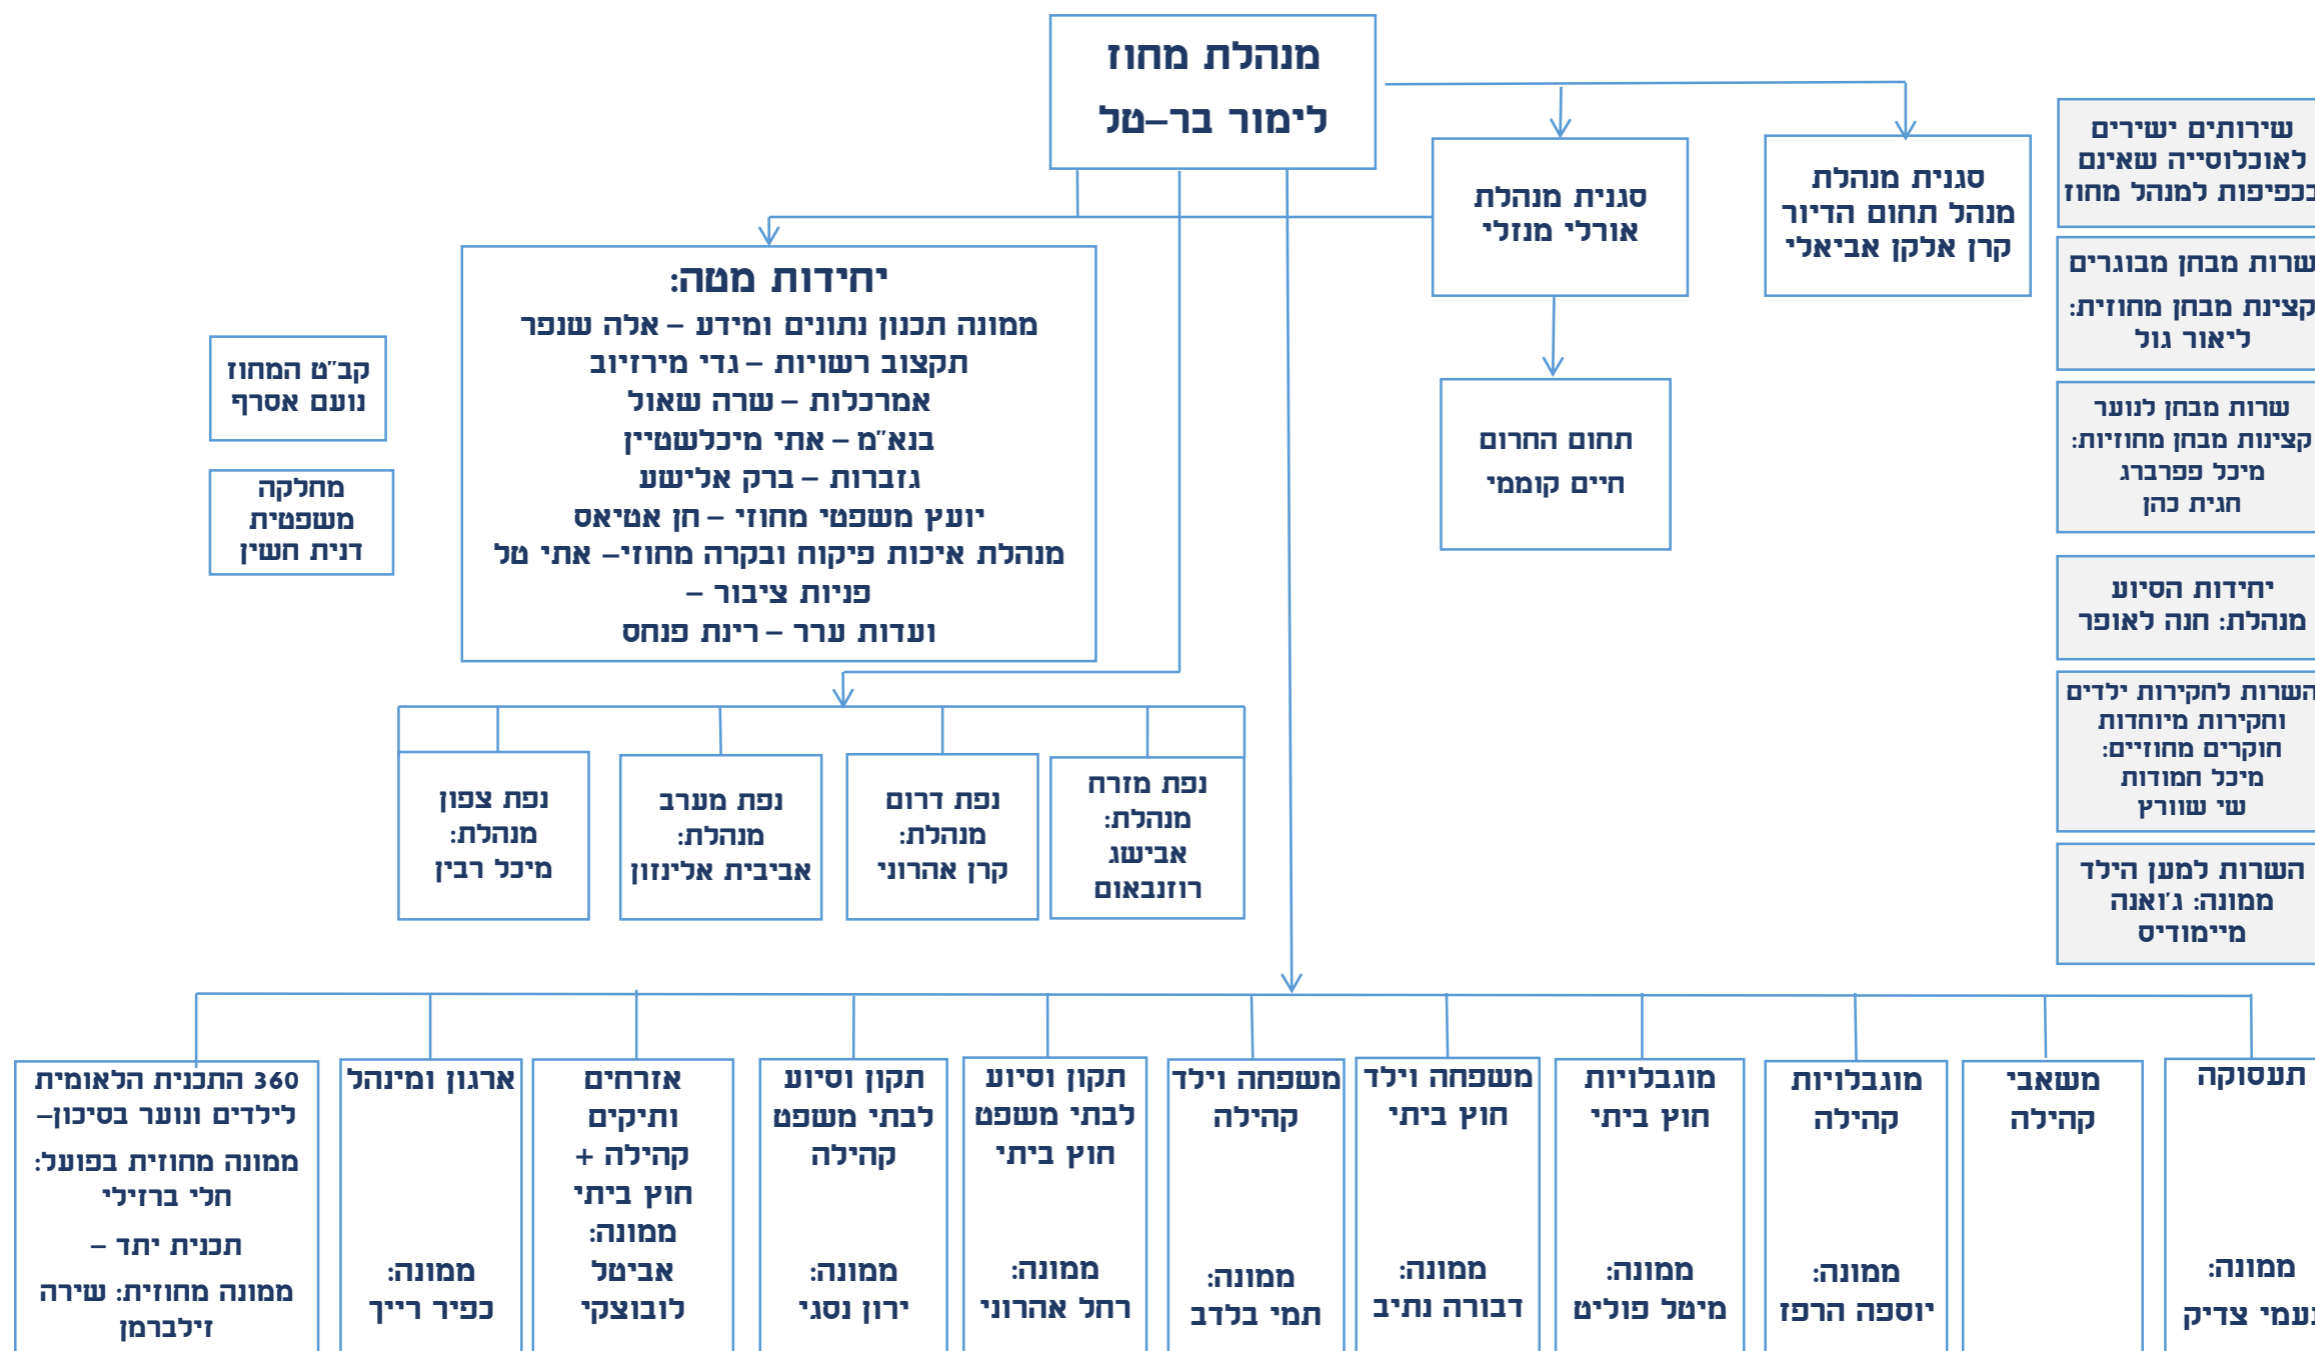 מנהלת מחוז
לימור בר–טל
סגנית מנהלת
מנהל תחום הדיור
קרן אלקן אביאלי
סגנית מנהלת
אורלי מנזלי
תחום החרום
חיים קוממי
שירותים ישירים
לאוכלוסייה שאינם
בכפיפות למנהל מחוז
שרות מבחן מבוגרים
קצינת מבחן מחוזית:
ליאור גול
שרות מבחן לנוער
קצינות מבחן מחוזיות:
מיכל פפרברג
חגית כהן
יחידות הסיוע
מנהלת: חנה לאופר
השרות לחקירות ילדים
וחקירות מיוחדות
חוקרים מחוזיים:
מיכל חמודות
שי שוורץ
השרות למען הילד
ממונה: ג'ואנה
מיימודיס
יחידות מטה:
ממונה תכנון נתונים ומידע – אלה שנפר
תקצוב רשויות – גדי מירזיוב
אמרכלות – שרה שאול
בנא"מ – אתי מיכלשטיין
גזברות – ברק אלישע
יועץ משפטי מחוזי – חן אטיאס
מנהלת איכות פיקוח ובקרה מחוזי– אתי טל
פניות ציבור –
ועדות ערר – רינת פנחס
קב"ט המחוז
נועם אסרף
מחלקה
משפטית
דנית חשין
נפת מזרח
מנהלת:
אבישג
רוזנבאום
נפת דרום
מנהלת:
קרן אהרוני
נפת מערב
מנהלת:
אביבית אלינזון
נפת צפון
מנהלת:
מיכל רבין
תעסוקה
ממונה:
נעמי צדיק
משאבי
קהילה
מוגבלויות
קהילה
ממונה:
יוספה הרפז
מוגבלויות
חוץ ביתי
ממונה:
מיטל פוליט
משפחה וילד
חוץ ביתי
ממונה:
דבורה נתיב
משפחה וילד
קהילה
ממונה:
תמי בלדב
תקון וסיוע
לבתי משפט
חוץ ביתי
ממונה:
רחל אהרוני
תקון וסיוע
לבתי משפט
קהילה
ממונה:
ירון נסגי
אזרחים
ותיקים
קהילה +
חוץ ביתי
ממונה:
אביטל
לובוצקי
ארגון ומינהל
ממונה:
כפיר רייך
360 התכנית הלאומית
לילדים ונוער בסיכון–
ממונה מחוזית בפועל:
חלי ברזילי
תכנית יתד –
ממונה מחוזית: שירה
זילברמן